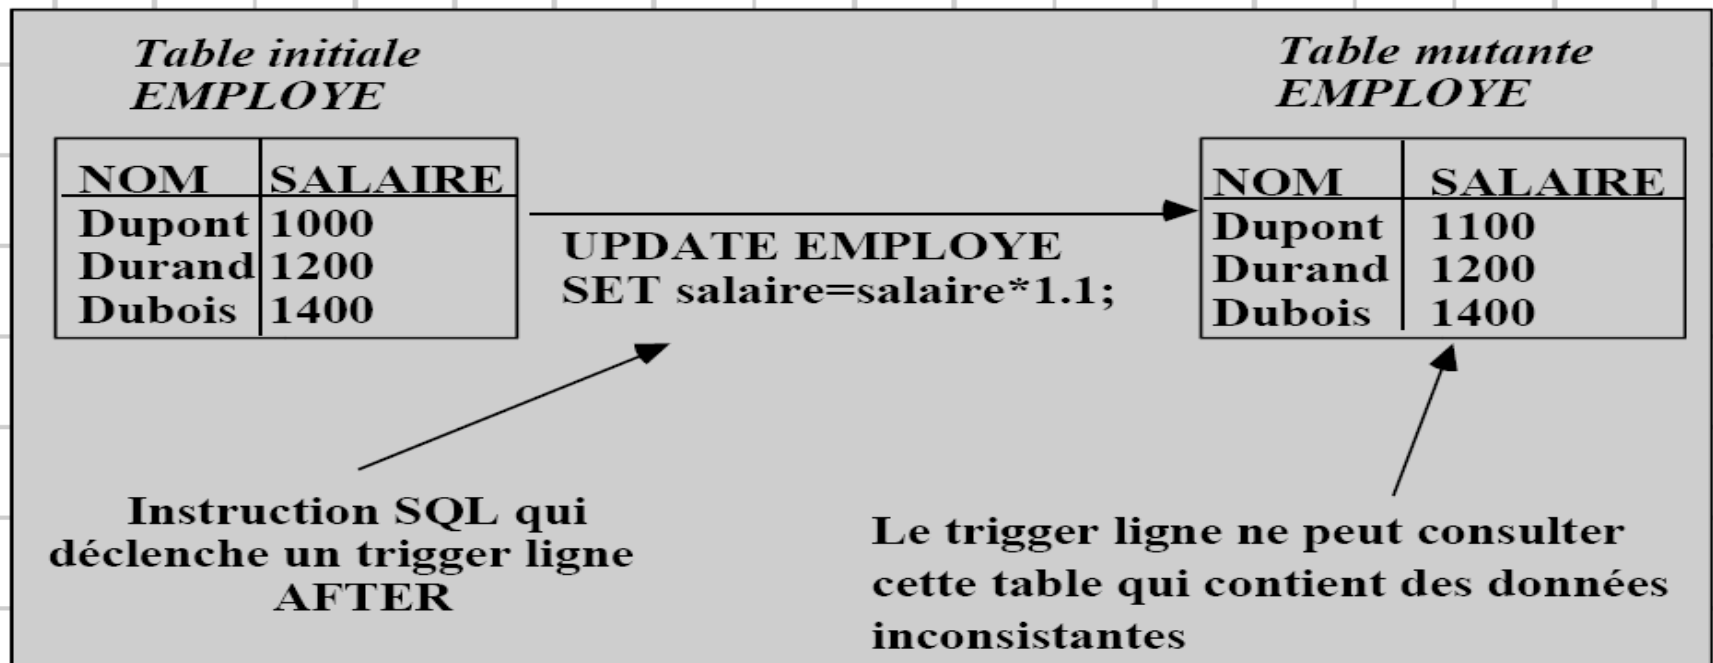 Table initiale
EMPLOYE
NOM SALAIRE
Dupont 1000
Durand 1200
Dubois 1400
UPDATE EMPLOYE
SET salaire=salaire*1.1;
Table mutante
EMPLOYE
NOM SALAIRE
Dupont 1100
Durand 1200
Dubois 1400
Instruction SQL qui
déclenche un trigger ligne
AFTER
Le trigger ligne ne peut consulter
cette table qui contient des données
inconsistantes